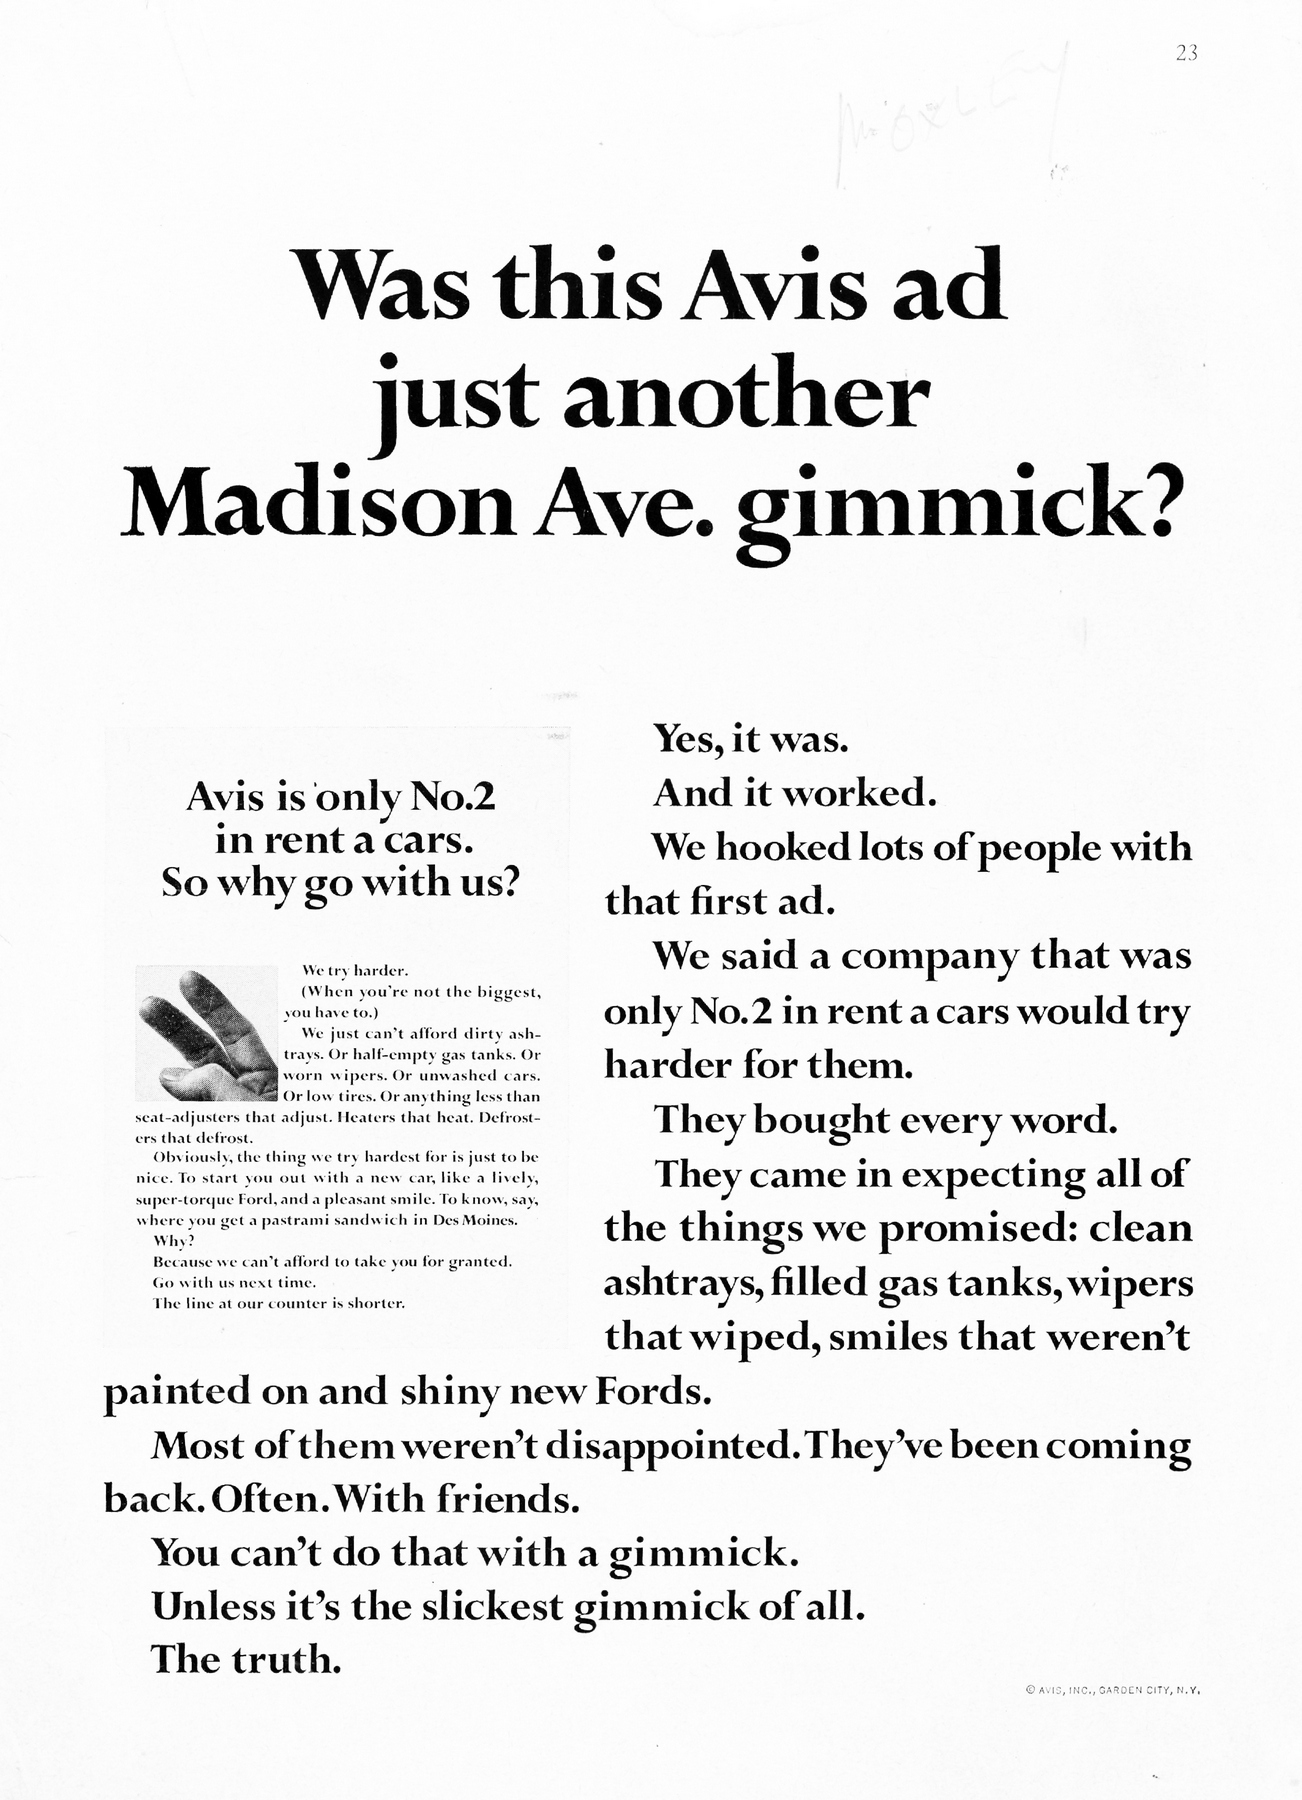 23
Was this Avis ad
just another
Madison Ave. gimmick?
Avis is only No.2
in rent a cars.
So why go with us?
We try harder.
(When you're not the biggest,
you have to.)
We just can't afford dirty ash-
trays. Or half-empty gas tanks. Or
worn wipers. Or unwashed cars.
Or low tires. Or anything less than
seat-adjusters that adjust. Heaters that heat. Defrost-
ers that defrost.
Obviously, the thing we try hardest for is just to be
nice. To start you out with a new car, like a lively,
super-torque Ford, and a pleasant smile. To know, say,
where you get a pastrami sandwich in Des Moines.
Why?
Because we can't afford to take you for granted.
Go with us next time.
The line at our counter is shorter.
Yes, it was.
And it worked.
We hooked lots of people with
that first ad.
We said a company that was
only No.2 in rent a cars would try
harder for them.
They bought every word.
They came in expecting all of
the things we promised: clean
ashtrays, filled gas tanks, wipers
that wiped, smiles that weren't
painted on and shiny new Fords.
Most of them weren't disappointed. They've been coming
back. Often. With friends.
You can't do that with a gimmick.
Unless it's the slickest gimmick of all.
The truth.
© AVIS, INC., GARDEN CITY, N.Y.